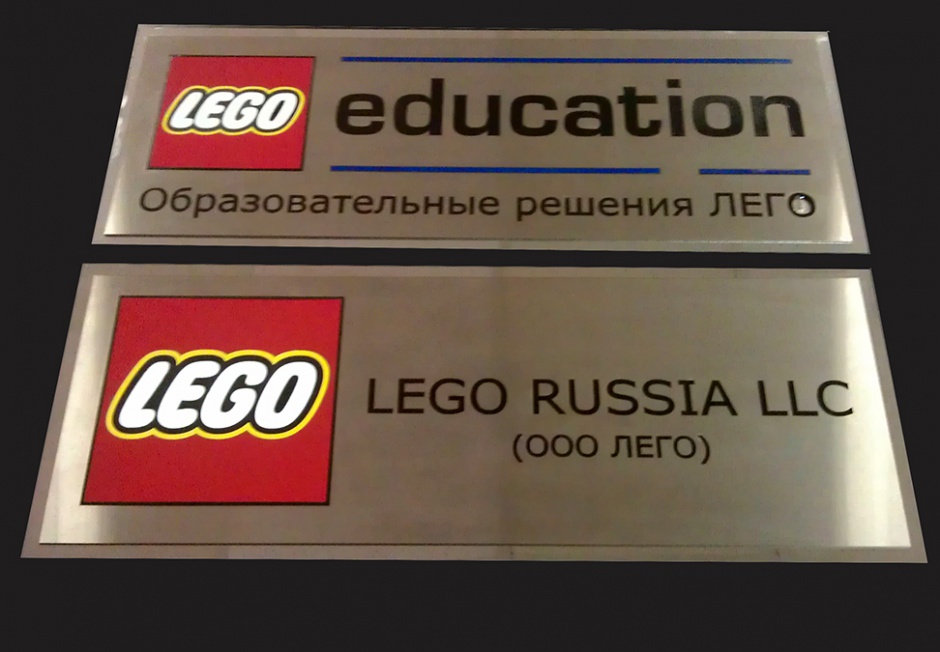 LEGO education
Образовательные решения ЛЕГО
LEGO
LEGO RUSSIA LLC
(ООО ЛЕГО)